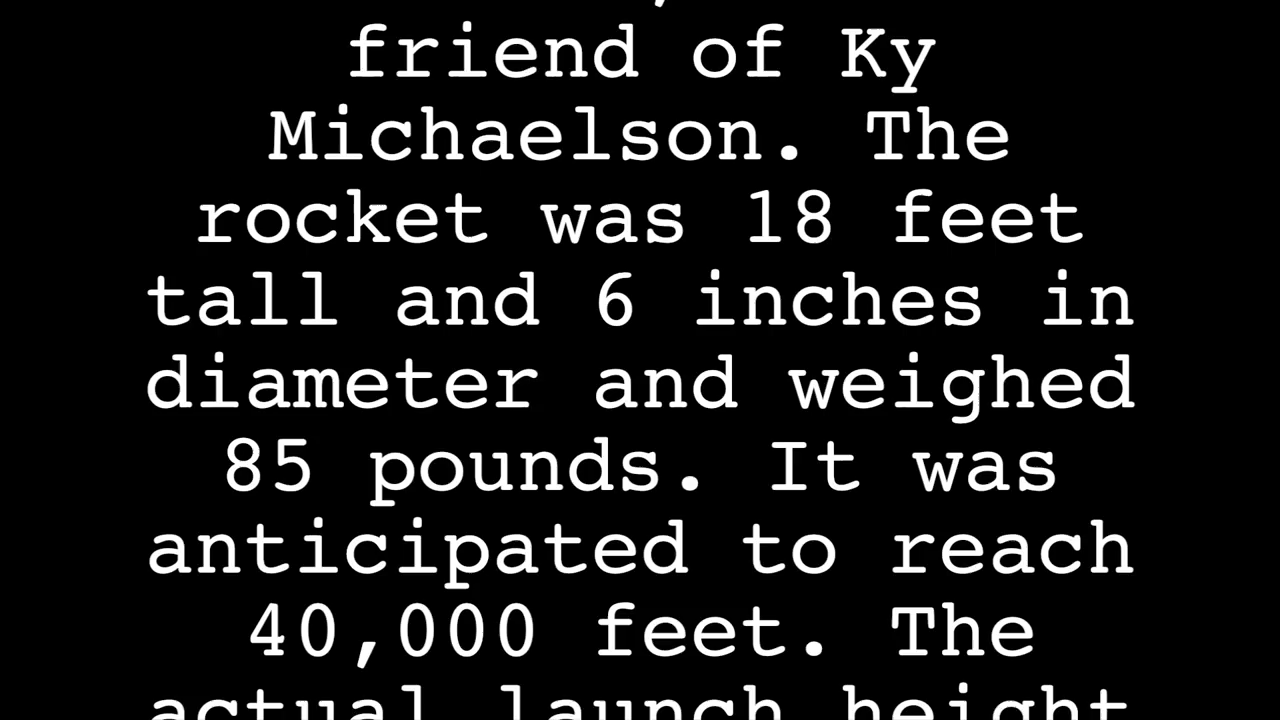 friend of Ky
Michaelson. The
rocket was 18 feet
tall and 6 inches in
diameter and weighed
85 pounds. It was
anticipated to reach
40,000 feet. The
actual launch height